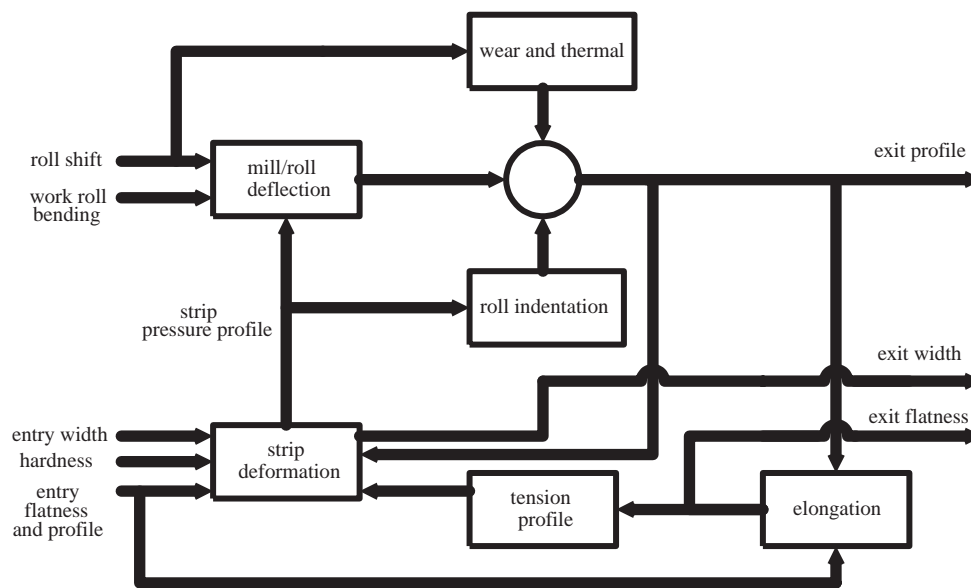 wear and thermal
roll shift
mill/roll
deflection
exit profile
work roll
bending
strip
pressure profile
roll indentation
exit width
exit flatness
entry width
hardness
strip
deformation
entry
flatness
and profile
tension
profile
elongation